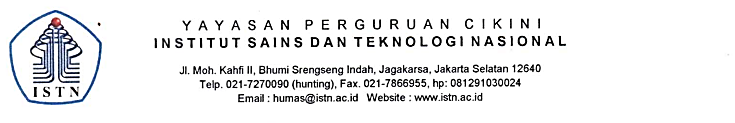 ISTN
YAYASAN PERGURUAN CIKINI
INSTITUT SAINS DAN TEKNOLOGI NASIONAL
Jl. Moh. Kahfi II, Bhumi Srengseng Indah, Jagakarsa, Jakarta Selatan 12640
Telp. 021-7270090 (hunting), Fax. 021-7866955, hp: 081291030024
Email : humas@istn.ac.id Website : www.istn.ac.id